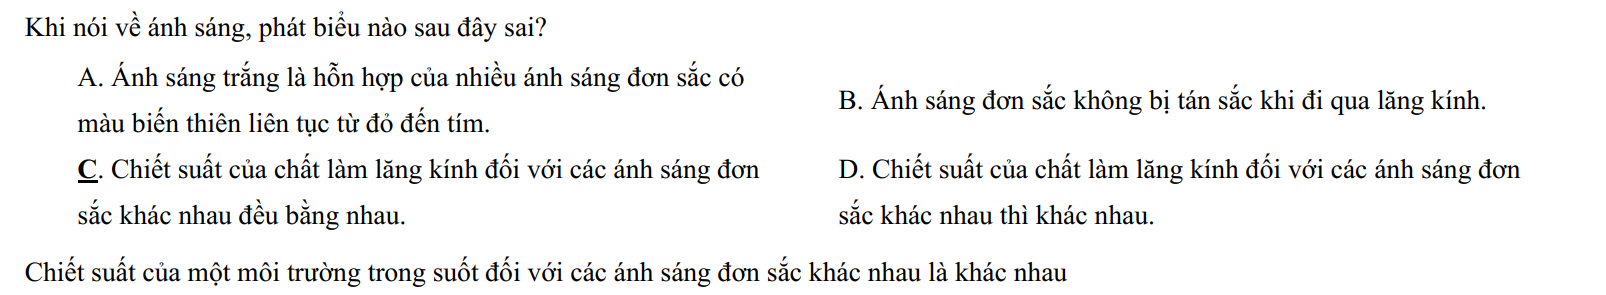 Khi nói về ánh sáng, phát biểu nào sau đây sai?
A. Ánh sáng trắng là hỗn hợp của nhiều ánh sáng đơn sắc có
màu biến thiên liên tục từ đỏ đến tím.
B. Ánh sáng đơn sắc không bị tán sắc khi đi qua lăng kính.
C. Chiết suất của chất làm lăng kính đối với các ánh sáng đơn
sắc khác nhau đều bằng nhau.
D. Chiết suất của chất làm lăng kính đối với các ánh sáng đơn
sắc khác nhau thì khác nhau.
Chiết suất của một môi trường trong suốt đối với các ánh sáng đơn sắc khác nhau là khác nhau